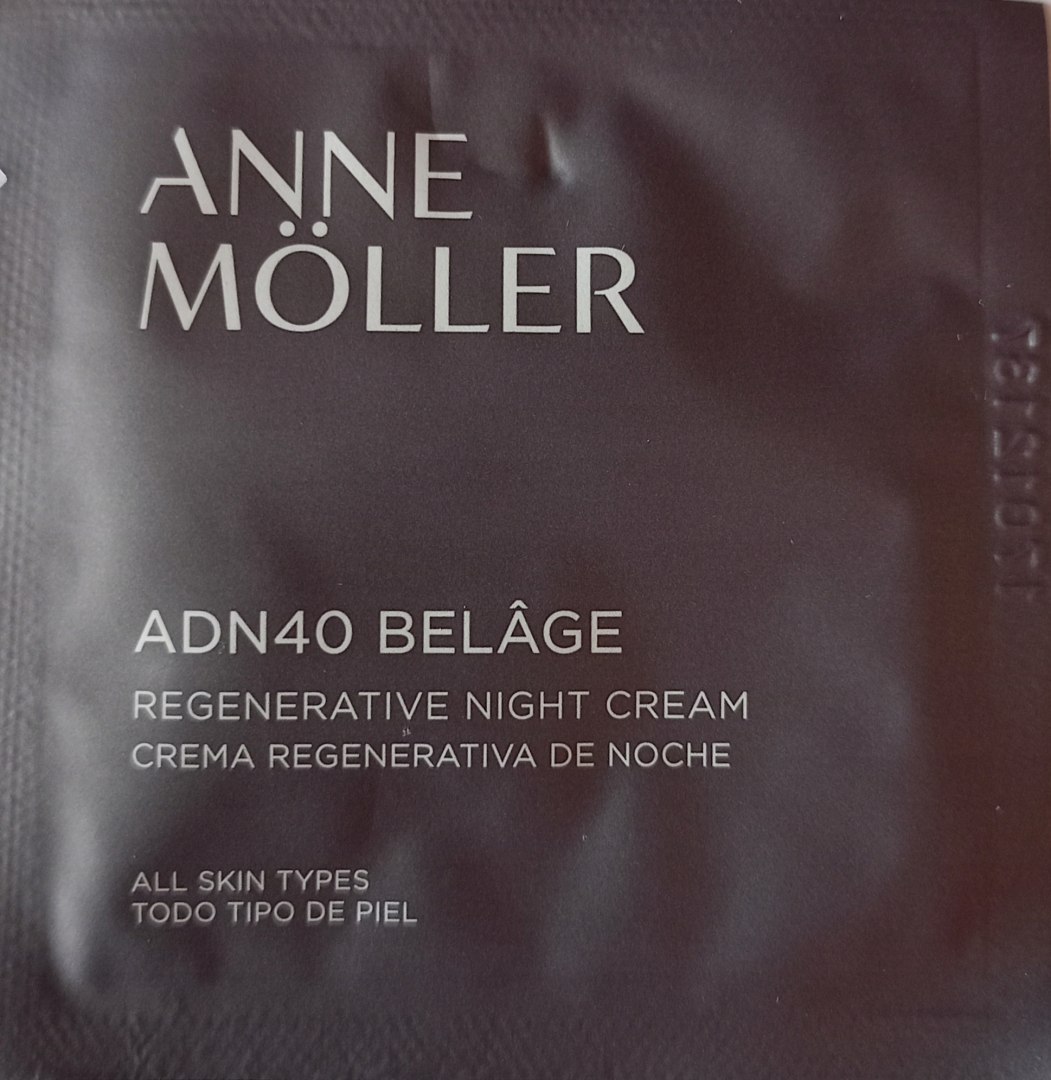 ANNE
MÖLLER
ADN40 BELÂGE
REGENERATIVE NIGHT CREAM
CREMA REGENERATIVA DE NOCHE
ALL SKIN TYPES
TODO TIPO DE PIEL